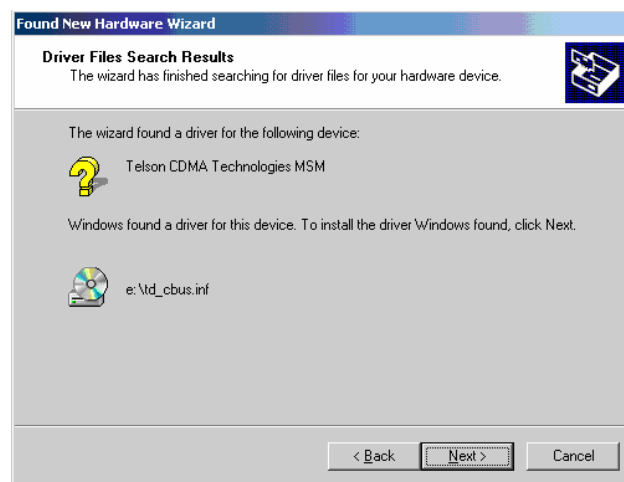 Found New Hardware Wizard
Driver Files Search Results
The wizard has finished searching for driver files for your hardware device.
The wizard found a driver for the following device:
Telson CDMA Technologies MSM
Windows found a driver for this device. To install the driver Windows found, click Next.
e:\td_cbus.inf
< Back Next > Cancel